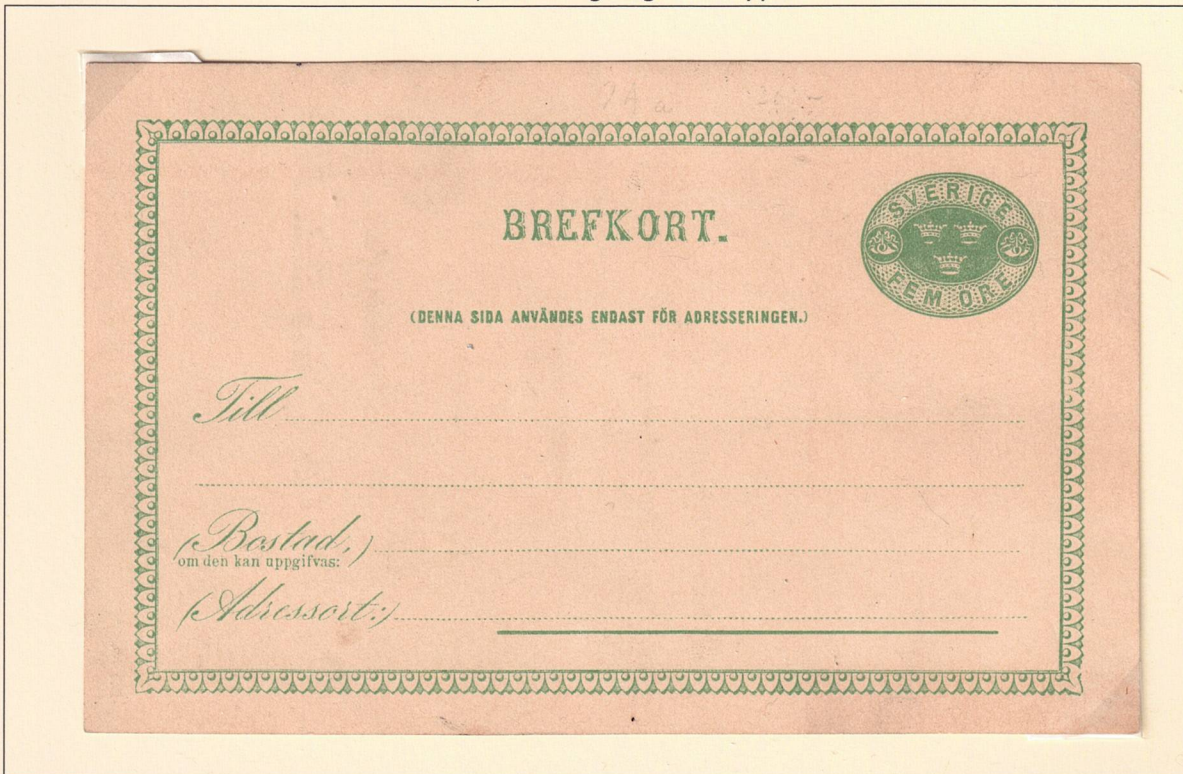 BREFKORT.
SVERIGE
FEM ÖRE
(DENNA SIDA ANVÄNDES ENDAST FÖR ADRESSERINGEN.)
Till
(Bostad,)
om den kan uppgifvas:
(Adressort:)